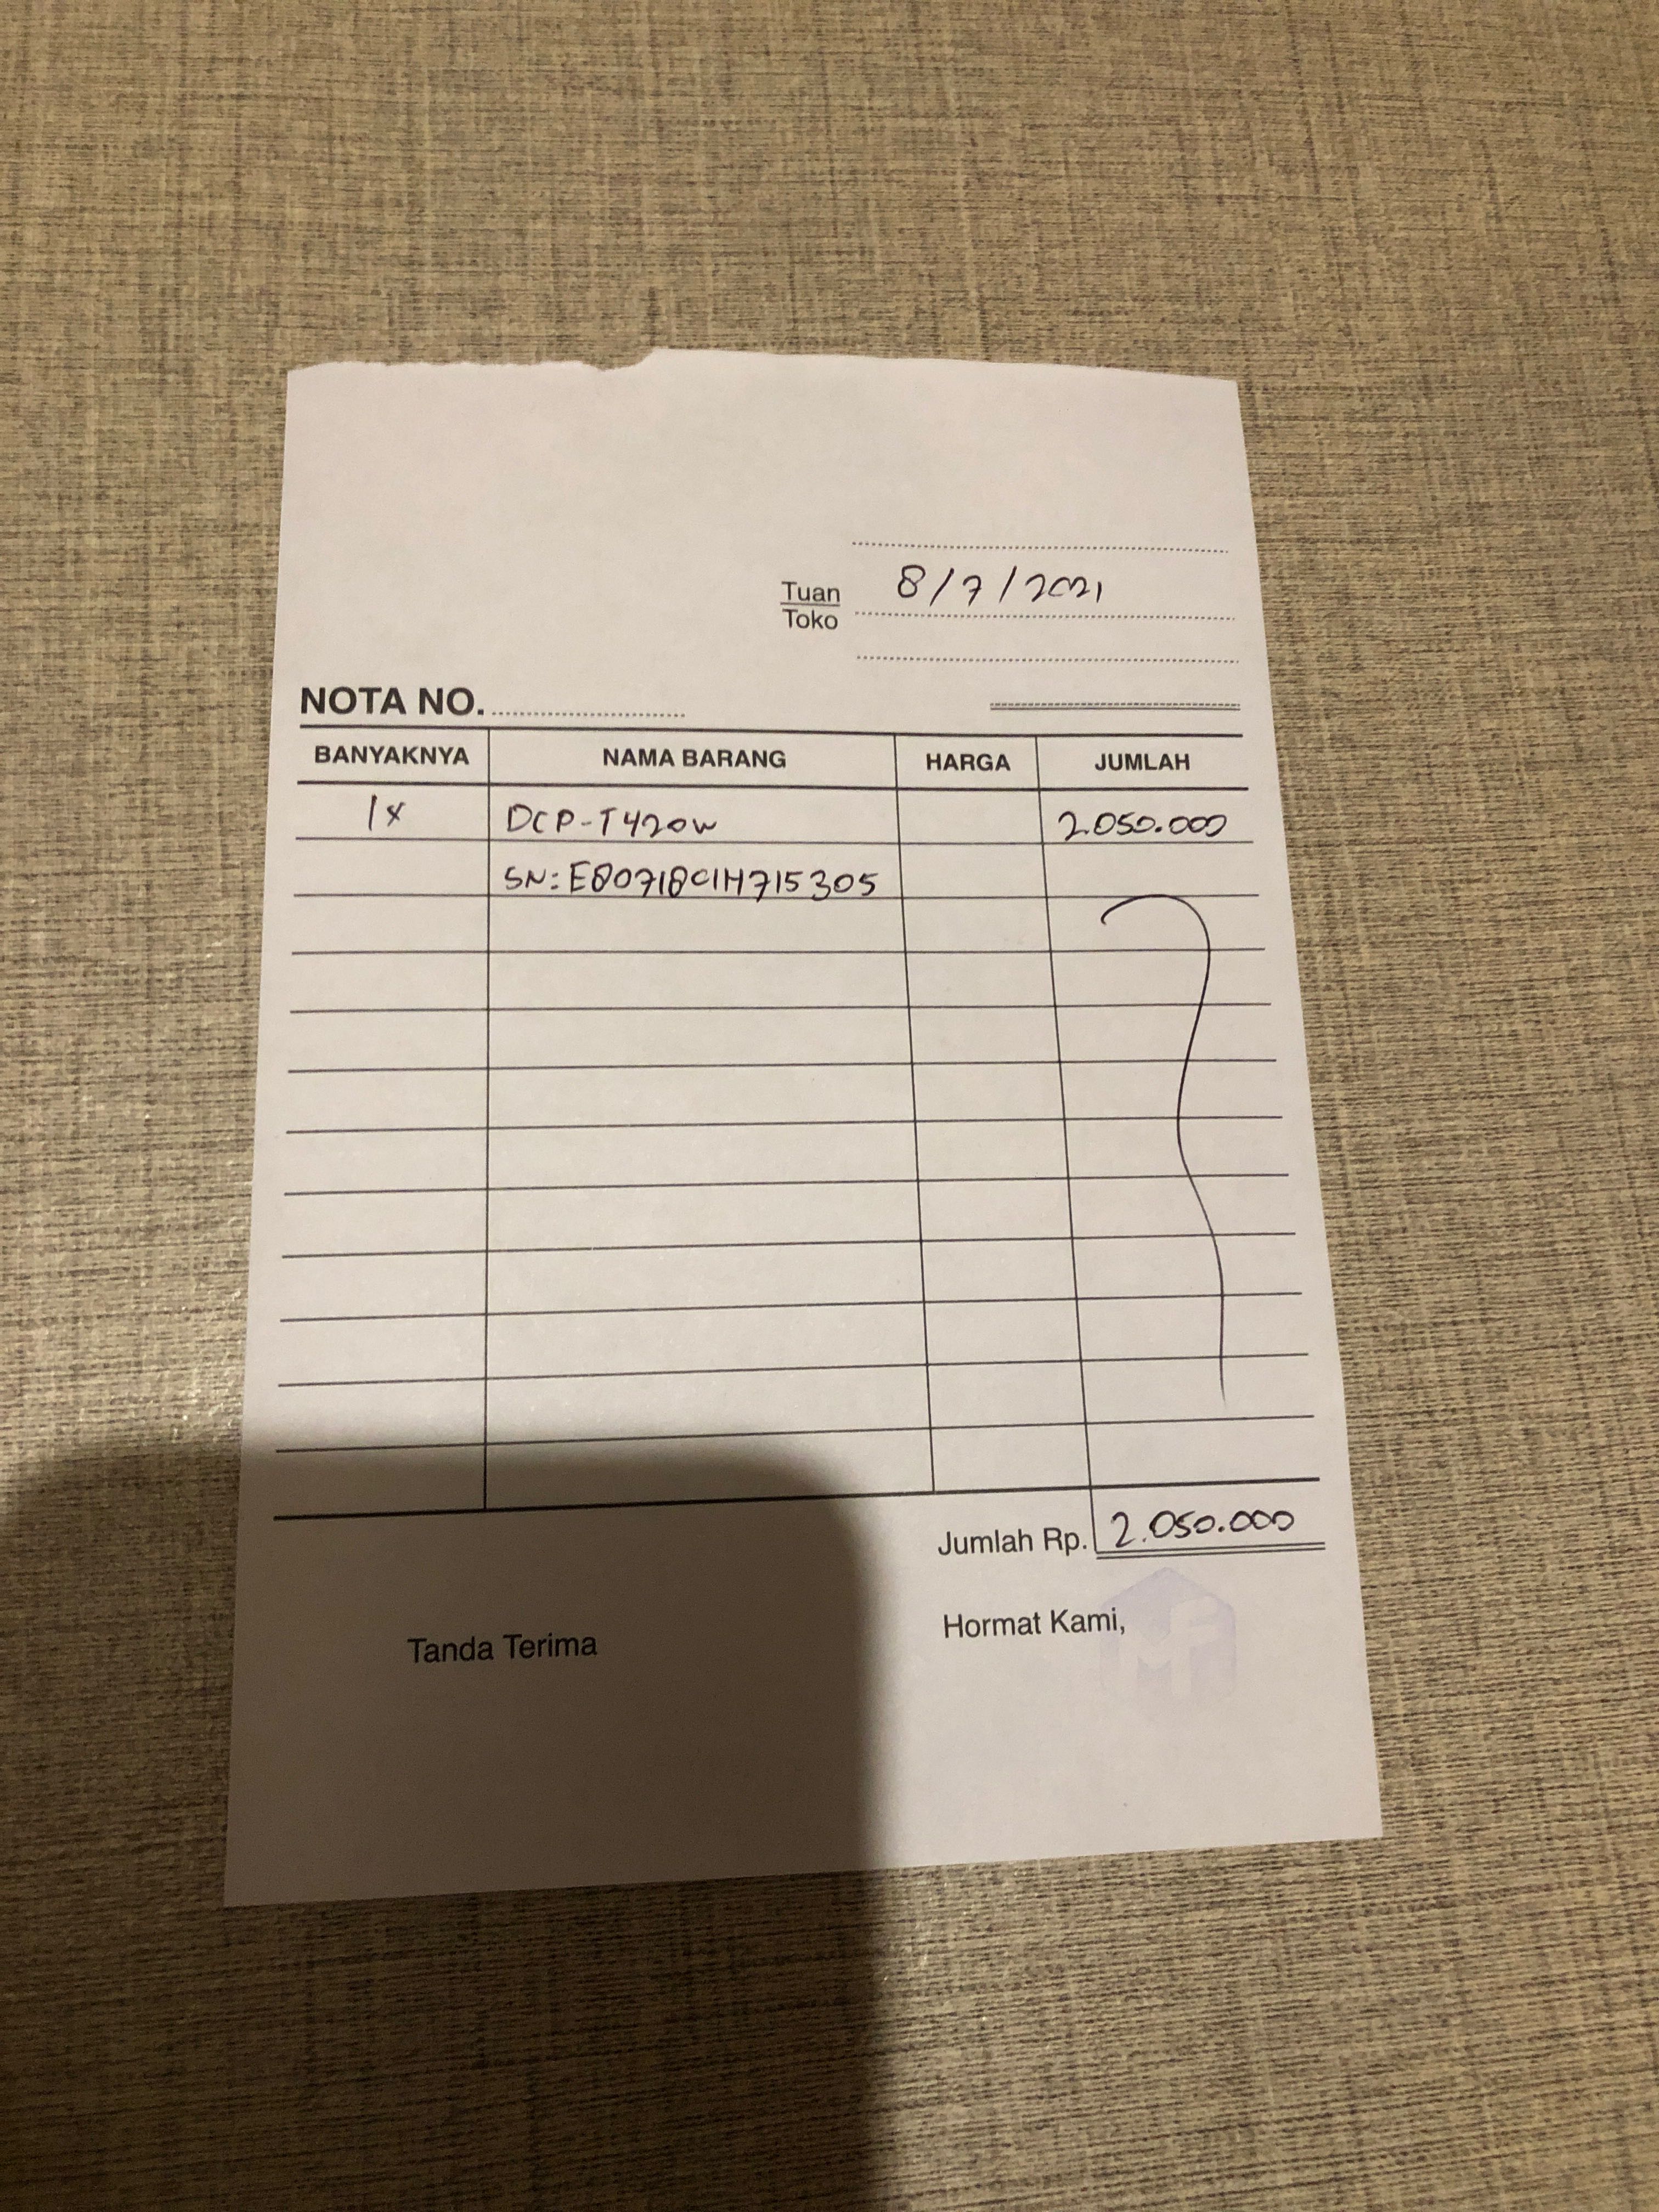 8/7/2021
Tuan
Toko
NOTA NO.
BANYAKNYA NAMA BARANG HARGA JUMLAH
1x DCP-T420W 2.050.000
SN: E80718C1H715305
Jumlah Rp. 2.050.000
Tanda Terima Hormat Kami,